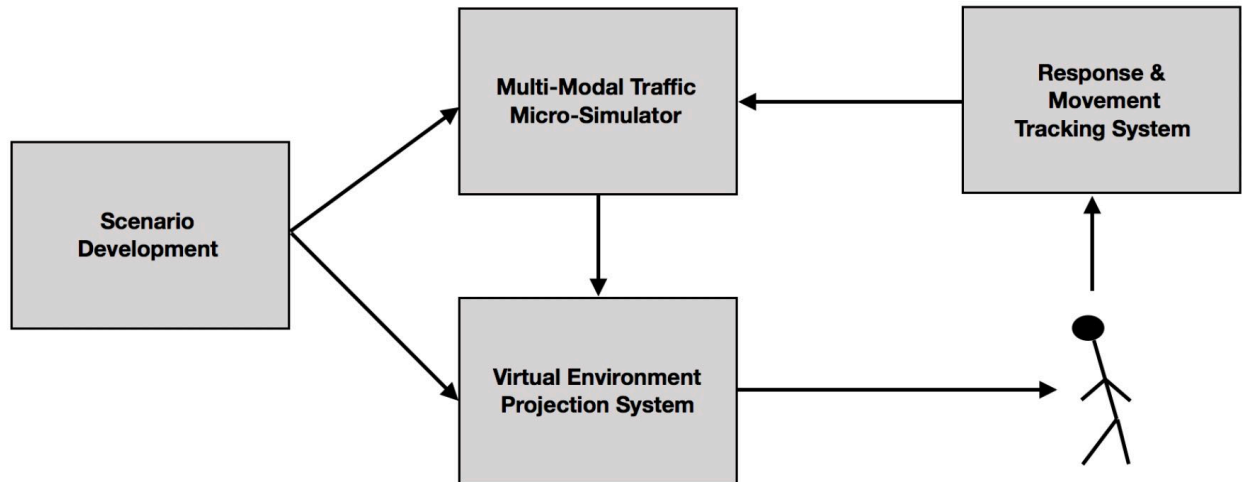 Multi-Modal Traffic
Micro-Simulator
Response &
Movement
Tracking System
Scenario
Development
Virtual Environment
Projection System